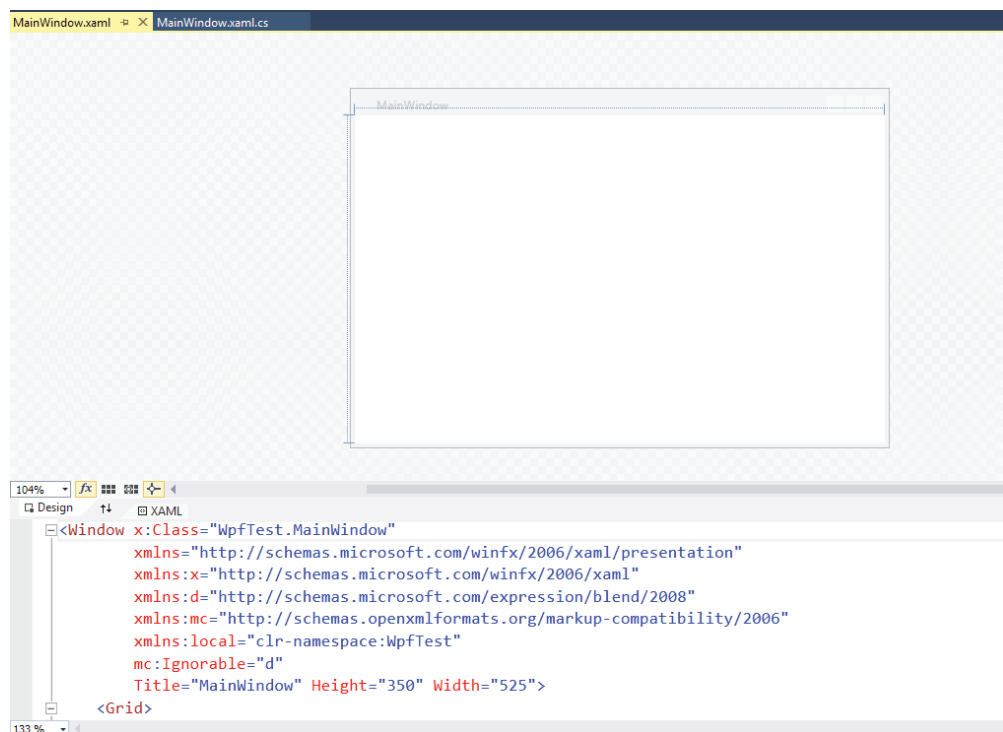 MainWindow.xaml MainWindow.xaml.cs
MainWindow
104% fx
Design XAML
<Window x:Class="WpfTest.MainWindow"
xmlns="http://schemas.microsoft.com/winfx/2006/xaml/presentation"
xmlns:x="http://schemas.microsoft.com/winfx/2006/xaml"
xmlns:d="http://schemas.microsoft.com/expression/blend/2008"
xmlns:mc="http://schemas.openxmlformats.org/markup-compatibility/2006"
xmlns:local="clr-namespace:WpfTest"
mc:Ignorable="d"
Title="MainWindow" Height="350" Width="525">
<Grid>
133 %